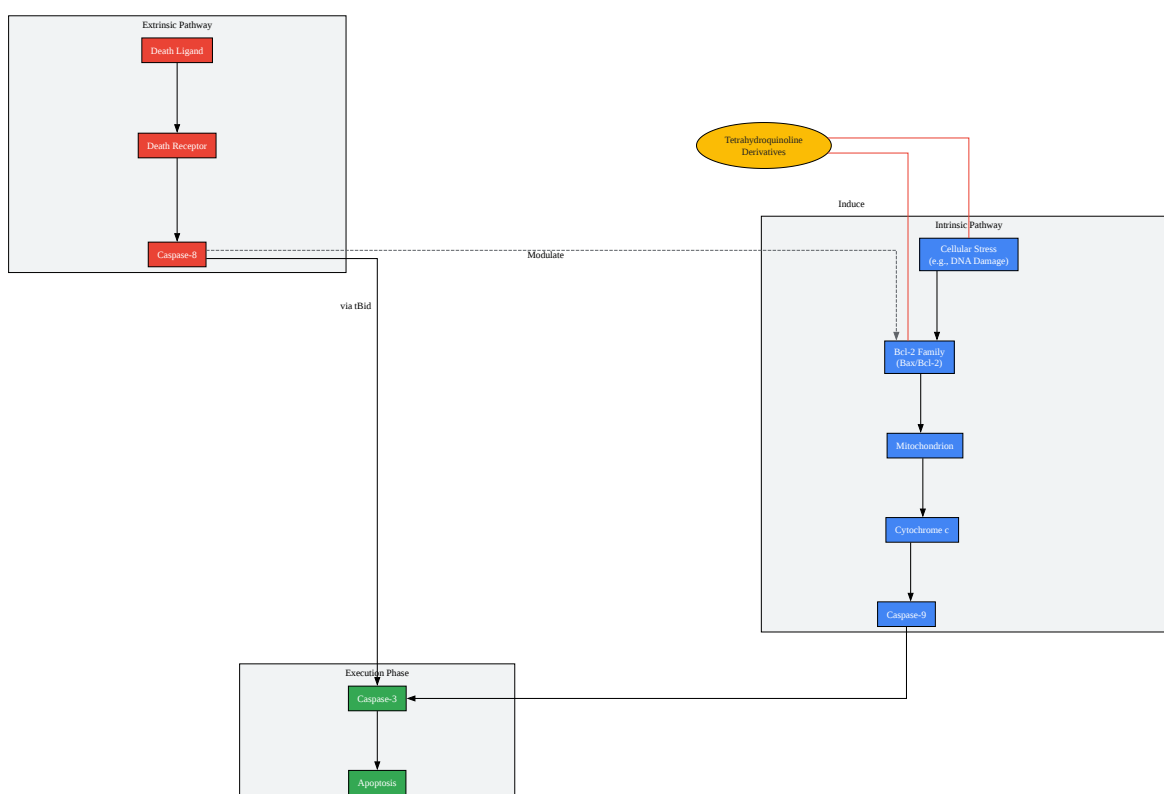 Extrinsic Pathway
Death Ligand
Death Receptor
Caspase-8
Tetrahydroquinoline
Derivatives
Induce
Intrinsic Pathway
Cellular Stress
(e.g., DNA Damage)
Modulate
via tBid
Bcl-2 Family
(Bax/Bcl-2)
Mitochondrion
Cytochrome c
Caspase-9
Execution Phase
Caspase-3
Apoptosis